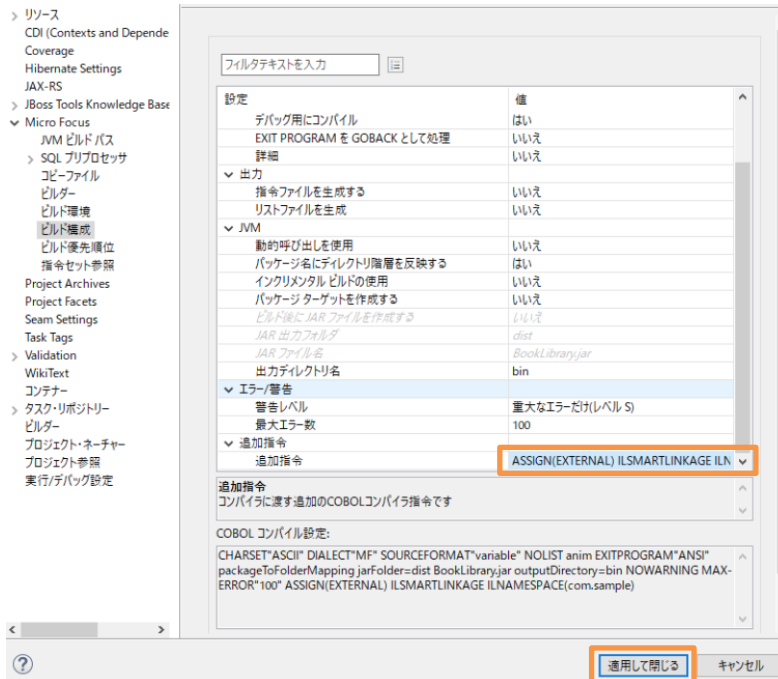 リソース
CDI (Contexts and Depende
Coverage
Hibernate Settings
JAX-RS
JBoss Tools Knowledge Base
Micro Focus
JVM ビルド パス
SQL プリプロセッサ
コピーファイル
ビルダー
ビルド環境
ビルド構成
ビルド優先順位
指令セット参照
Project Archives
Project Facets
Seam Settings
Task Tags
Validation
WikiText
コンテナー
タスク・リポジトリー
ビルダー
プロジェクト・ネーチャー
プロジェクト参照
実行/デバッグ設定
フィルタテキストを入力
設定 値
デバッグ用にコンパイル はい
EXIT PROGRAM を GOBACK として処理 いいえ
詳細 いいえ
出力
指令ファイルを生成する いいえ
リストファイルを生成 いいえ
JVM
動的呼び出しを使用 いいえ
パッケージ名にディレクトリ階層を反映する はい
インクリメンタル ビルドの使用 いいえ
パッケージ ターゲットを作成する いいえ
ビルド後に JAR ファイルを作成する いいえ
JAR 出力フォルダ dist
JAR ファイル名 BookLibrary.jar
出力ディレクトリ名 bin
エラー/警告
警告レベル 重大なエラーだけ(レベル S)
最大エラー数 100
追加指令
追加指令 ASSIGN(EXTERNAL) ILSMARTLINKAGE ILN
追加指令
コンパイラに渡す追加のCOBOLコンパイラ指令です
COBOL コンパイル設定:
CHARSET"ASCII" DIALECT"MF" SOURCEFORMAT"variable" NOLIST anim EXITPROGRAM"ANSI"
packageToFolderMapping jarFolder=dist BookLibrary.jar outputDirectory=bin NOWARNING MAX-
ERROR"100" ASSIGN(EXTERNAL) ILSMARTLINKAGE ILNAMESPACE(com.sample)
?
適用して閉じる キャンセル